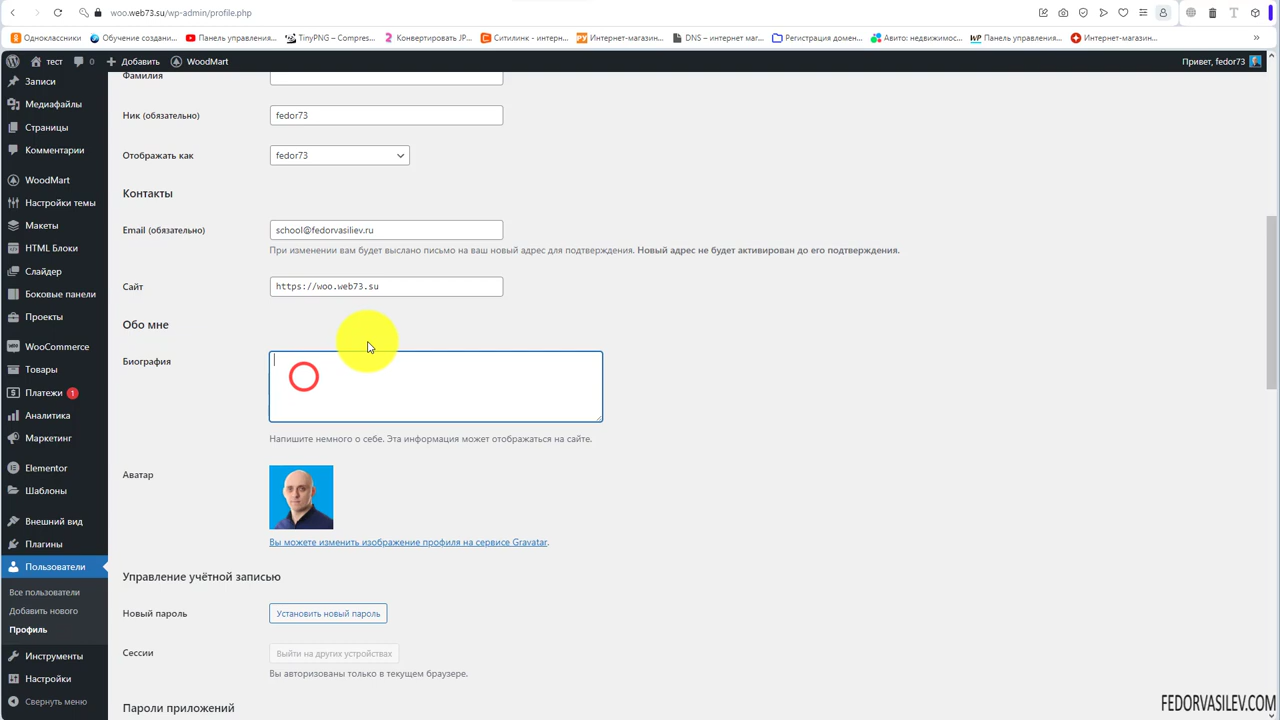 woo.web73.su/wp-admin/profile.php
Одноклассники
Обучение создани...
Панель управления...
TinyPNG – Compres...
Конвертировать JP...
Ситилинк - интерн...
Интернет-магазин...
DNS – интернет маг...
Регистрация домен...
Авито: недвижимос...
Панель управления...
Интернет-магазин...
тест
0
Добавить
WoodMart
Привет, fedor73
Записи
Медиафайлы
Страницы
Комментарии
WoodMart
Настройки темы
Макеты
HTML Блоки
Слайдер
Боковые панели
Проекты
WooCommerce
Товары
Платежи 1
Аналитика
Маркетинг
Elementor
Шаблоны
Внешний вид
Плагины
Пользователи
Все пользователи
Добавить нового
Профиль
Инструменты
Настройки
Свернуть меню
Фамилия
Ник (обязательно)
fedor73
Отображать как
fedor73
Контакты
Email (обязательно)
school@fedorvasiliev.ru
При изменении вам будет выслано письмо на ваш новый адрес для подтверждения. Новый адрес не будет активирован до его подтверждения.
Сайт
https://woo.web73.su
Обо мне
Биография
Напишите немного о себе. Эта информация может отображаться на сайте.
Аватар
Вы можете изменить изображение профиля на сервисе Gravatar.
Управление учётной записью
Новый пароль
Установить новый пароль
Сессии
Выйти на других устройствах
Вы авторизованы только в текущем браузере.
Пароли приложений
FEDORVASILEV.COM